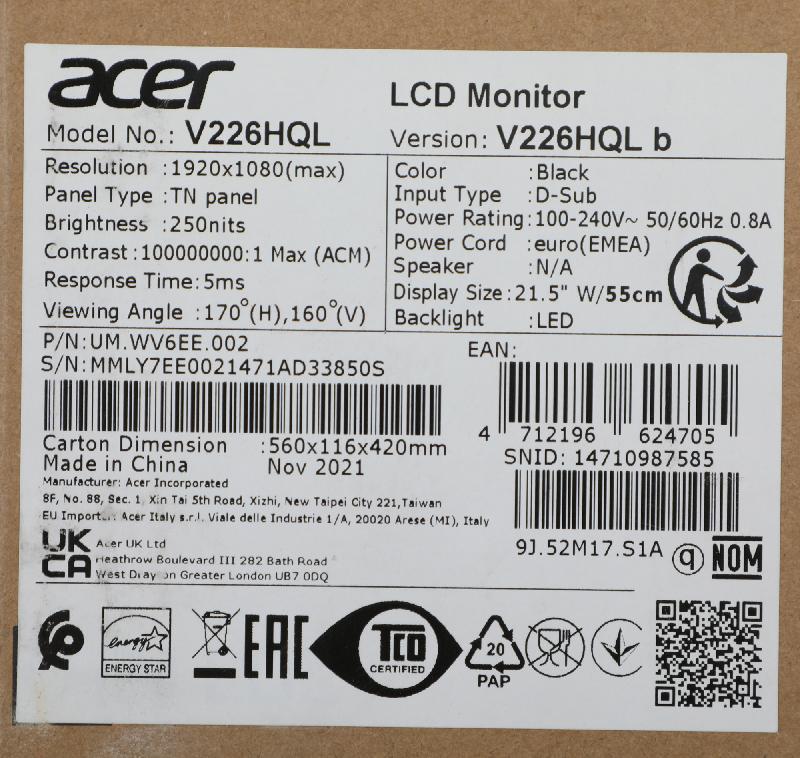 acer
LCD Monitor
Model No.: V226HQL
Version: V226HQL b
Resolution :1920x1080(max)
Panel Type :TN panel
Brightness :250nits
Contrast :100000000:1 Max (ACM)
Response Time:5ms
Viewing Angle :170°(H),160°(V)
Color :Black
Input Type :D-Sub
Power Rating:100-240V~ 50/60Hz 0.8A
Power Cord :euro(EMEA)
Speaker :N/A
Display Size:21.5" W/55cm
Backlight :LED
P/N:UM.WV6EE.002
S/N:MMLY7EE0021471AD33850S
Carton Dimension :560x116x420mm
Made in China Nov 2021
EAN:
4 712196 624705
SNID: 14710987585
9J.52M17.S1A
Manufacturer: Acer Incorporated
8F, No. 88, Sec. 1, Xin Tai 5th Road, Xizhi, New Taipei City 221,Taiwan
EU Acer Italy s.r.l. Viale delle Industrie 1/A, 20020 Arese (MI), Italy
UK
CA
Acer UK Ltd
Heathrow Boulevard III 282 Bath Road
West on Greater London UB7 0DQ
q NOM
energy
ENERGY STAR
EAC
TCO
CERTIFIED
20
PAP